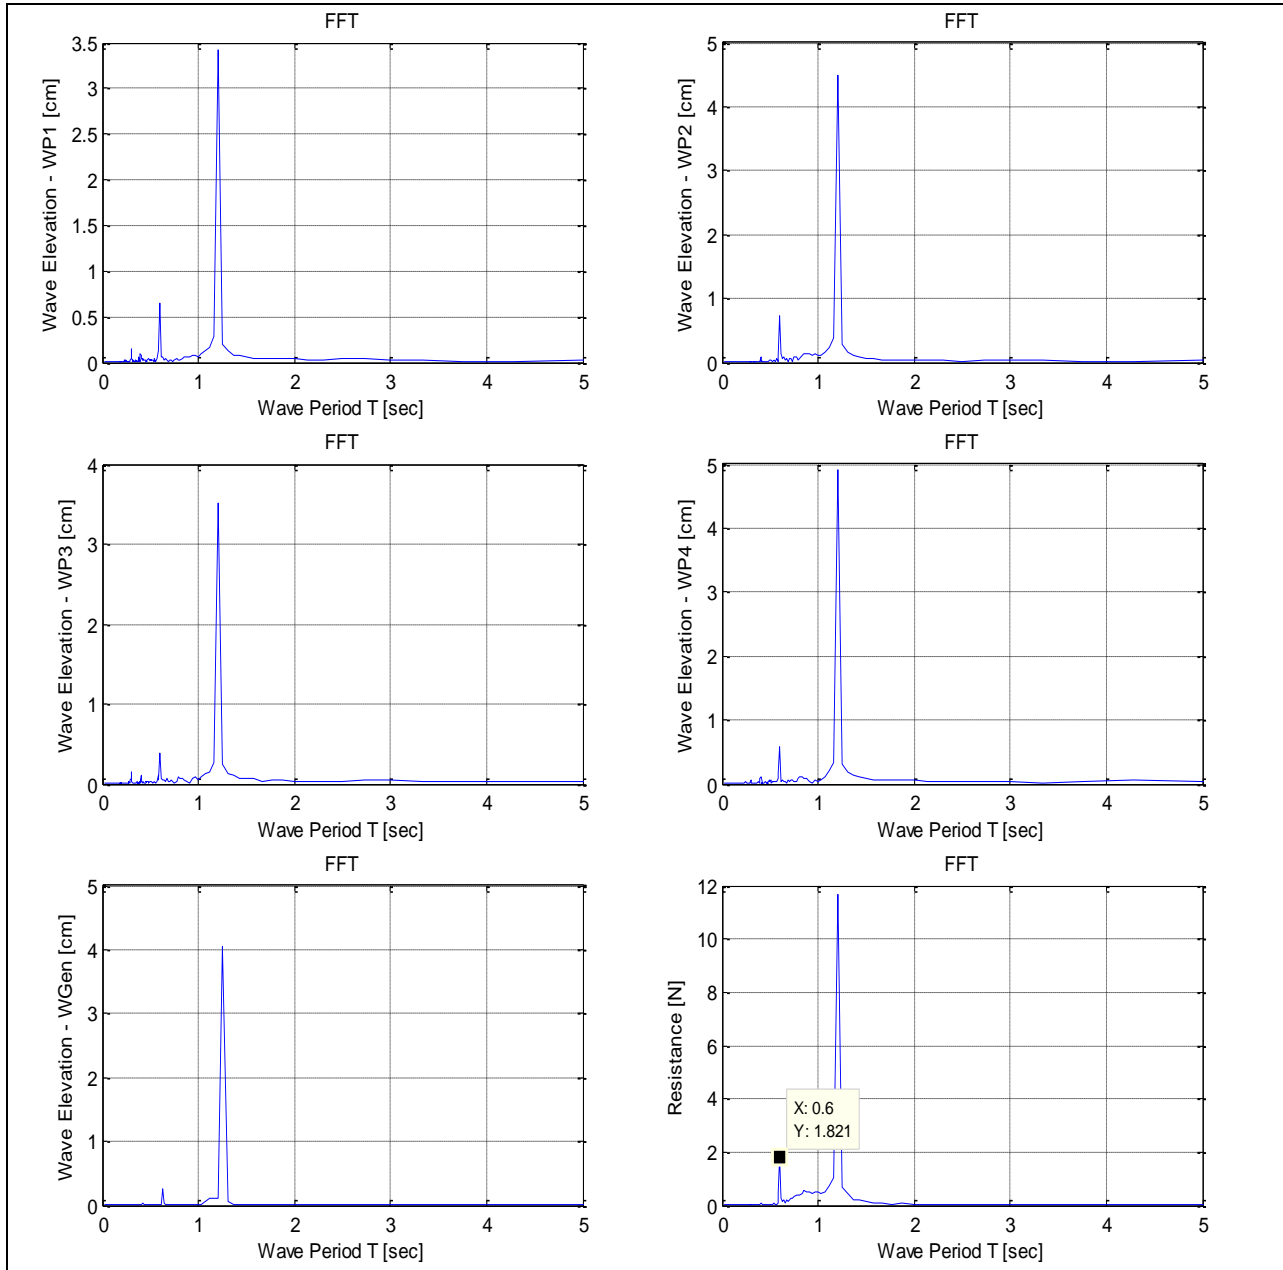 FFT
Wave Elevation - WP1 [cm]
3.5
3
2.5
2
1.5
1
0.5
0
0 1 2 3 4 5
Wave Period T [sec]
FFT
Wave Elevation - WP2 [cm]
5
4
3
2
1
0
0 1 2 3 4 5
Wave Period T [sec]
FFT
Wave Elevation - WP3 [cm]
4
3
2
1
0
0 1 2 3 4 5
Wave Period T [sec]
FFT
Wave Elevation - WP4 [cm]
5
4
3
2
1
0
0 1 2 3 4 5
Wave Period T [sec]
FFT
Wave Elevation - WGen [cm]
5
4
3
2
1
0
0 1 2 3 4 5
Wave Period T [sec]
FFT
Resistance [N]
12
10
8
6
4
2
0
X: 0.6
Y: 1.821
0 1 2 3 4 5
Wave Period T [sec]